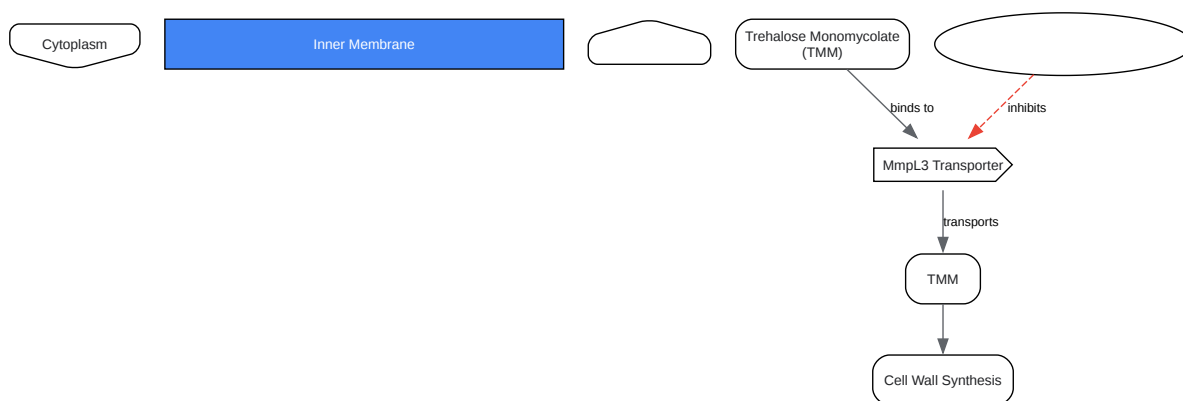 Cytoplasm
Inner Membrane
Trehalose Monomycolate
(TMM)
binds to
inhibits
MmpL3 Transporter
transports
TMM
Cell Wall Synthesis